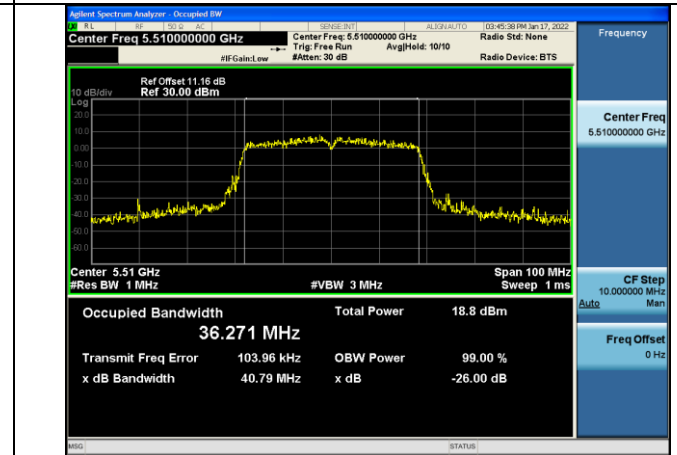 Agilent Spectrum Analyzer - Occupied BW
RL RF 50 Ω AC SENSE:INT ALIGNAUTO 03:45:38 PM Jan 17, 2022
Center Freq 5.510000000 GHz
Center Freq: 5.510000000 GHz
Radio Std: None
Trig: Free Run Avg|Hold: 10/10
#IFGain:Low #Atten: 30 dB Radio Device: BTS
Ref Offset 11.16 dB
10 dB/div Ref 30.00 dBm
Log
20.0
10.0
0.00
-10.0
-20.0
-30.0
-40.0
-50.0
-60.0
Center 5.51 GHz Span 100 MHz
#Res BW 1 MHz #VBW 3 MHz Sweep 1 ms
Occupied Bandwidth Total Power 18.8 dBm
36.271 MHz
Transmit Freq Error 103.96 kHz OBW Power 99.00 %
x dB Bandwidth 40.79 MHz x dB -26.00 dB
MSG STATUS
Frequency
Center Freq
5.510000000 GHz
CF Step
10.000000 MHz
Auto Man
Freq Offset
0 Hz